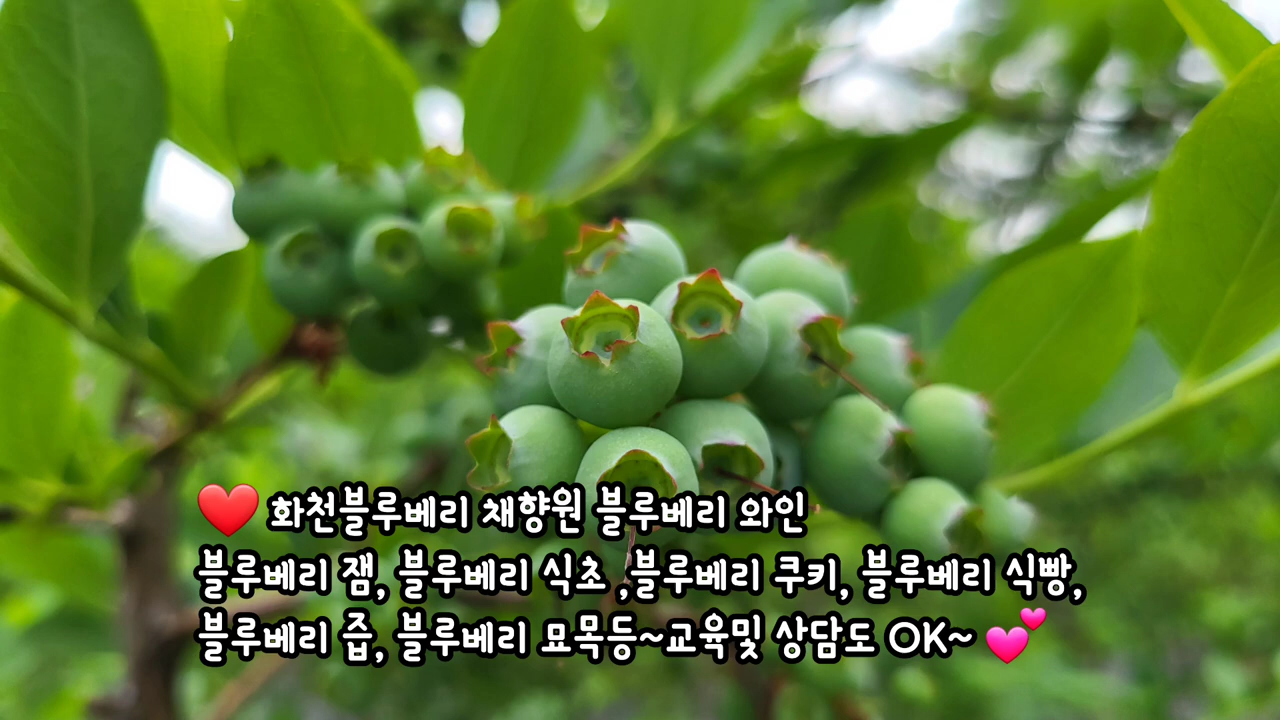 ❤️ 화천블루베리 채향원 블루베리 와인
블루베리 잼, 블루베리 식초 ,블루베리 쿠키, 블루베리 식빵,
블루베리 즙, 블루베리 묘목등~교육및 상담도 OK~ 💕